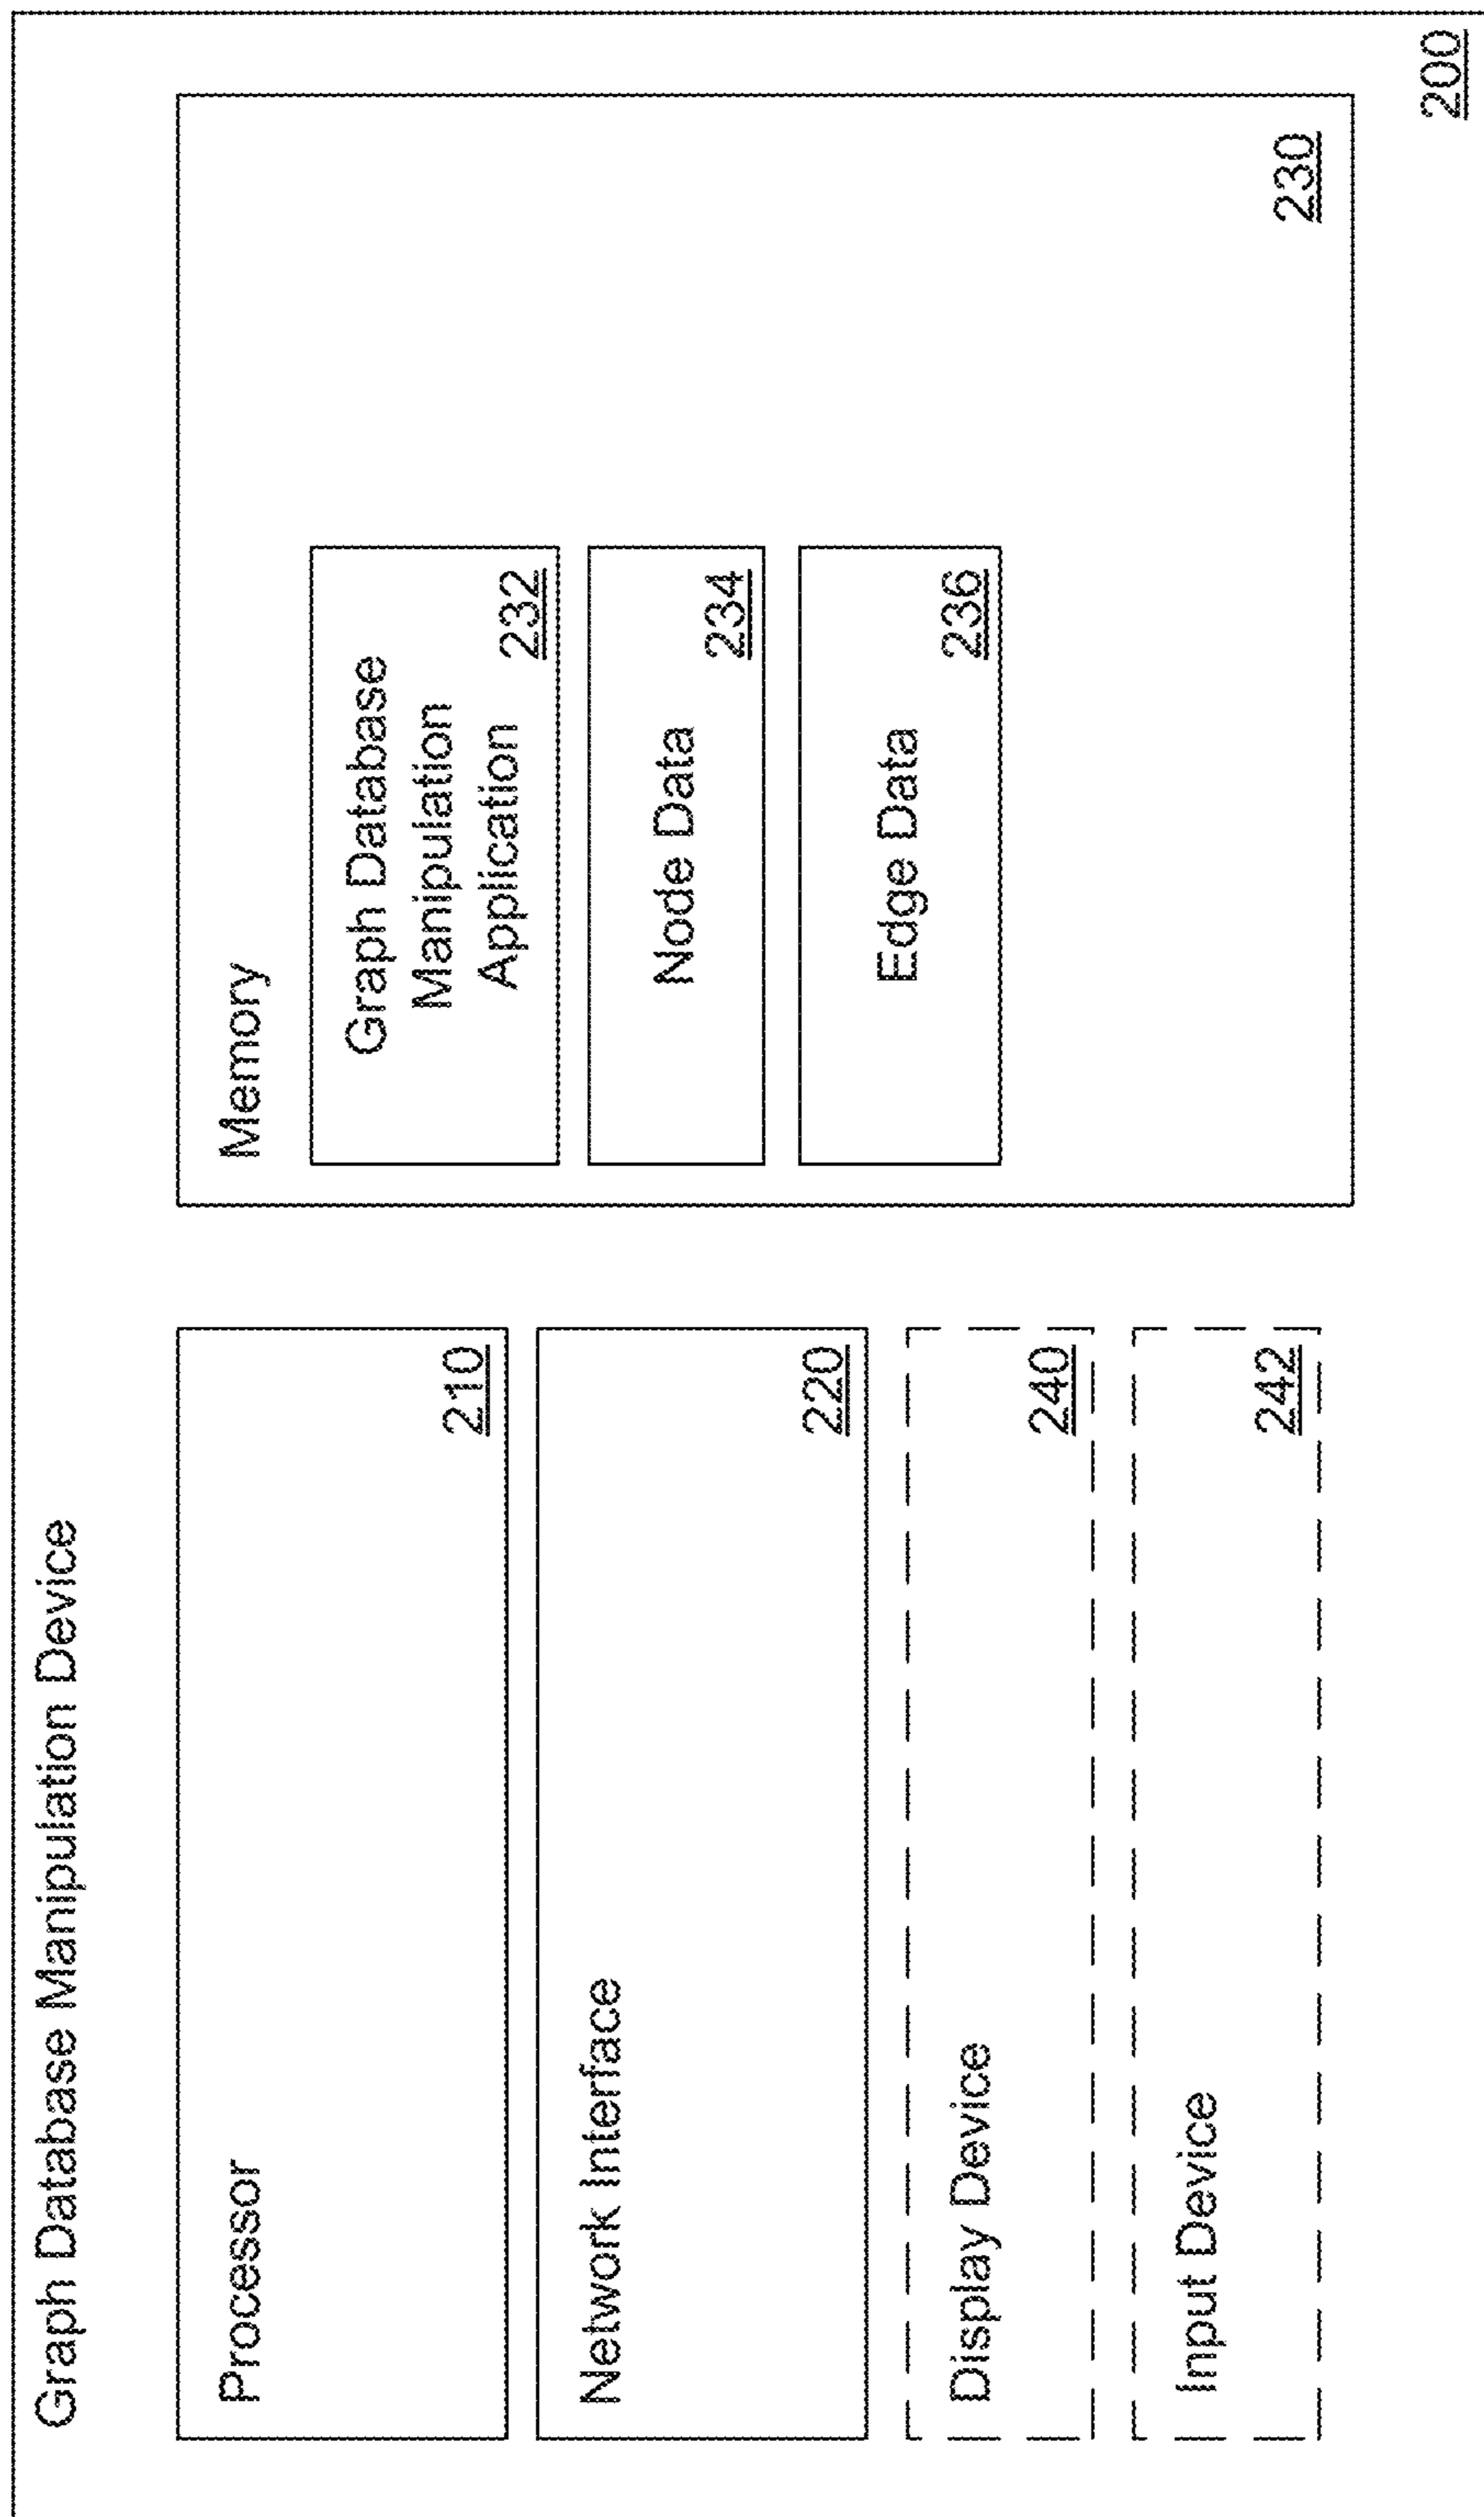 Graph Database Manipulation Device
Processor
210
Network Interface
220
Display Device
240
Input Device
242
Memory
Graph Database
Manipulation
Application
232
Node Data
234
Edge Data
236
230
200